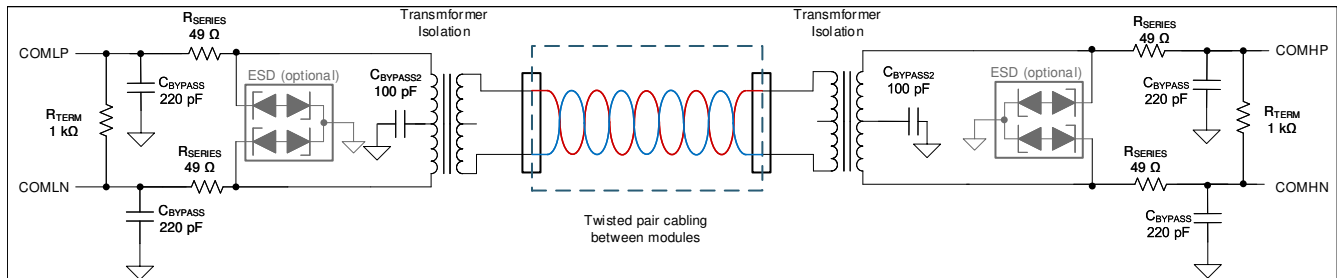 Transmformer
Isolation
Transmformer
Isolation
RSERIES
49 Ω
RSERIES
49 Ω
COMLP
COMHP
ESD (optional)
CBYPASS2
100 pF
CBYPASS2
100 pF
ESD (optional)
CBYPASS
220 pF
CBYPASS
220 pF
RTERM
1 kΩ
RTERM
1 kΩ
RSERIES
49 Ω
RSERIES
49 Ω
COMLN
COMHN
CBYPASS
220 pF
CBYPASS
220 pF
Twisted pair cabling
between modules